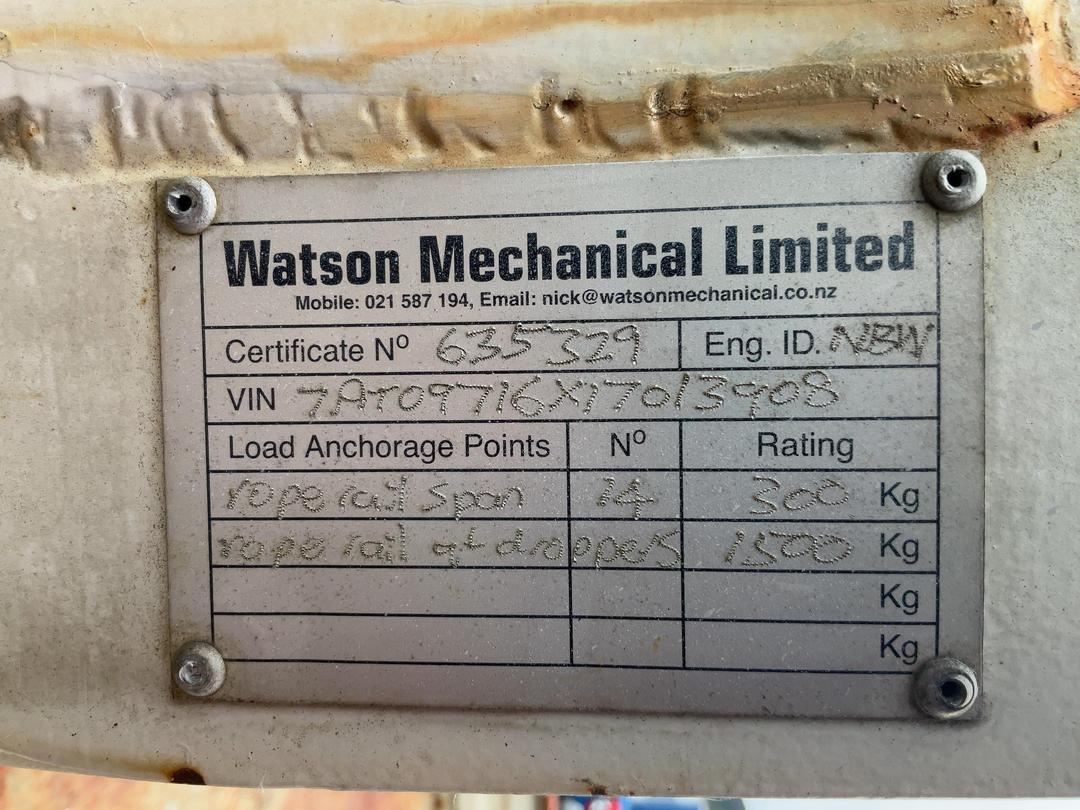 Watson Mechanical Limited
Mobile: 021 587 194, Email: nick@watsonmechanical.co.nz
Certificate Nº 635329 Eng. ID. NBW
VIN 7AT09716X17013908
Load Anchorage Points Nº Rating
rope rail span 14 300 Kg
rope rail at droppers 1500 Kg
Kg
Kg